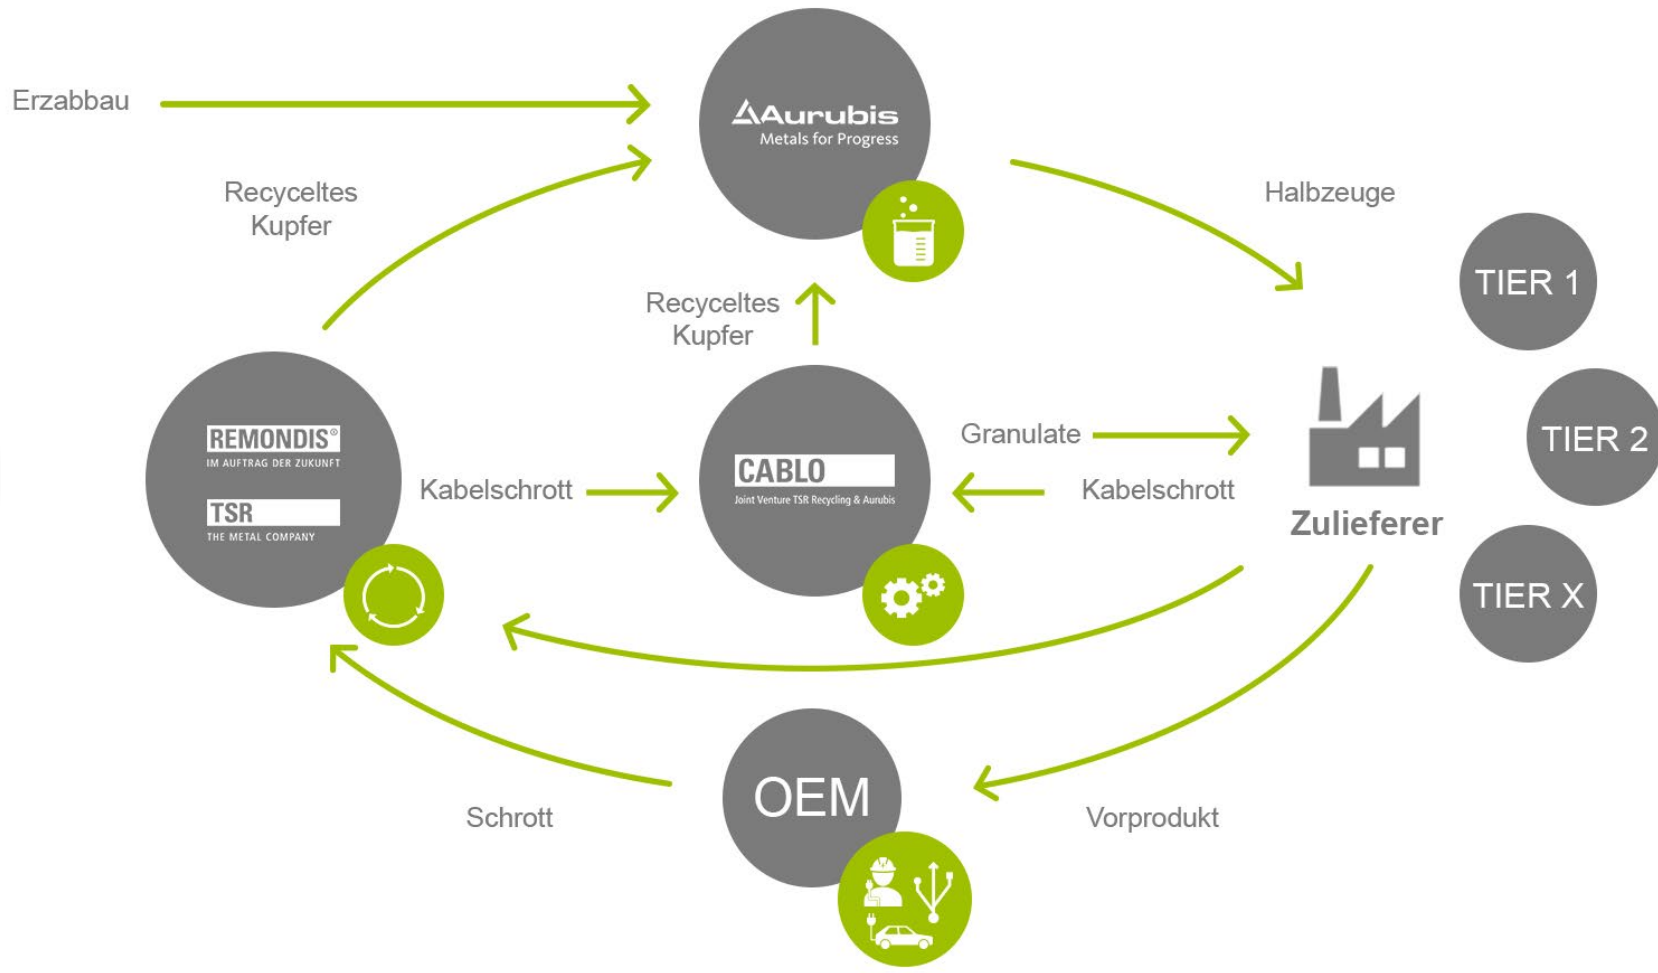 Erzabbau
Aurubis
Metals for Progress
Recyceltes
Kupfer
Halbzeuge
TIER 1
Recyceltes
Kupfer
TIER 2
REMONDIS®
IM AUFTRAG DER ZUKUNFT
TSR
THE METAL COMPANY
Kabelschrott
CABLO
Joint Venture TSR Recycling & Aurubis
Granulate
Kabelschrott
Zulieferer
TIER X
OEM
Schrott
Vorprodukt